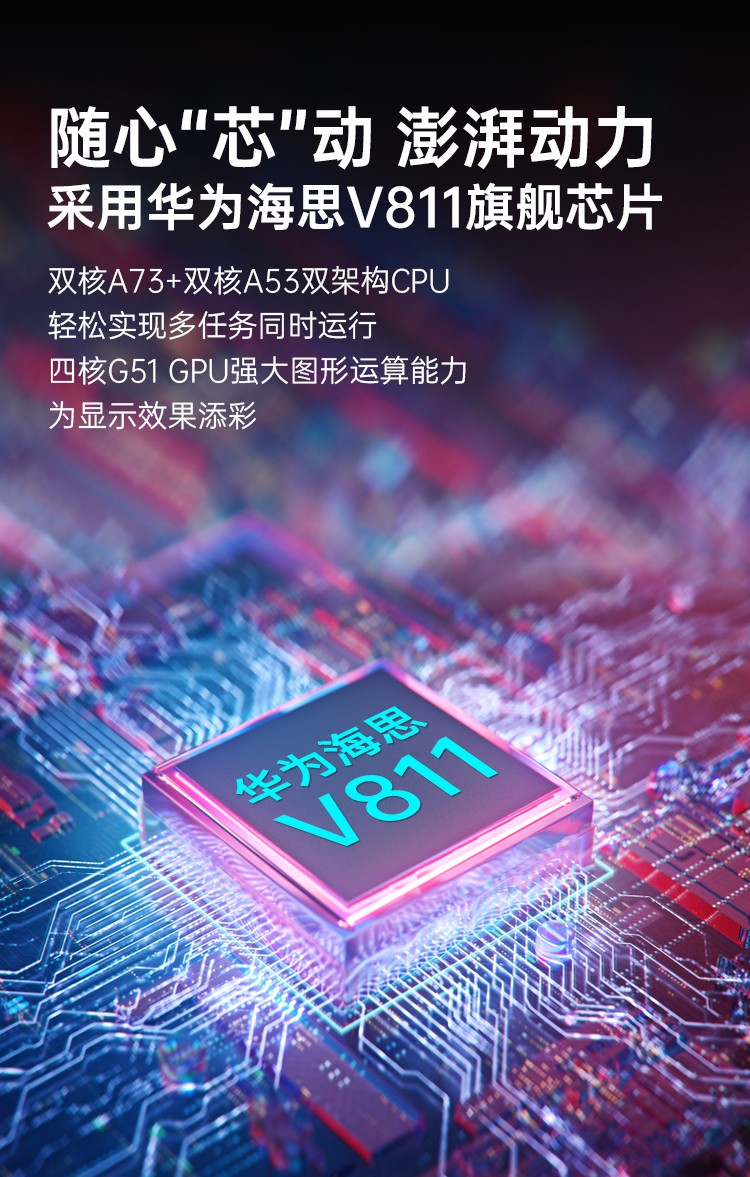 随心“芯”动 澎湃动力
采用华为海思V811旗舰芯片
双核A73+双核A53双架构CPU
轻松实现多任务同时运行
四核G51 GPU强大图形运算能力
为显示效果添彩
华为海思
V811